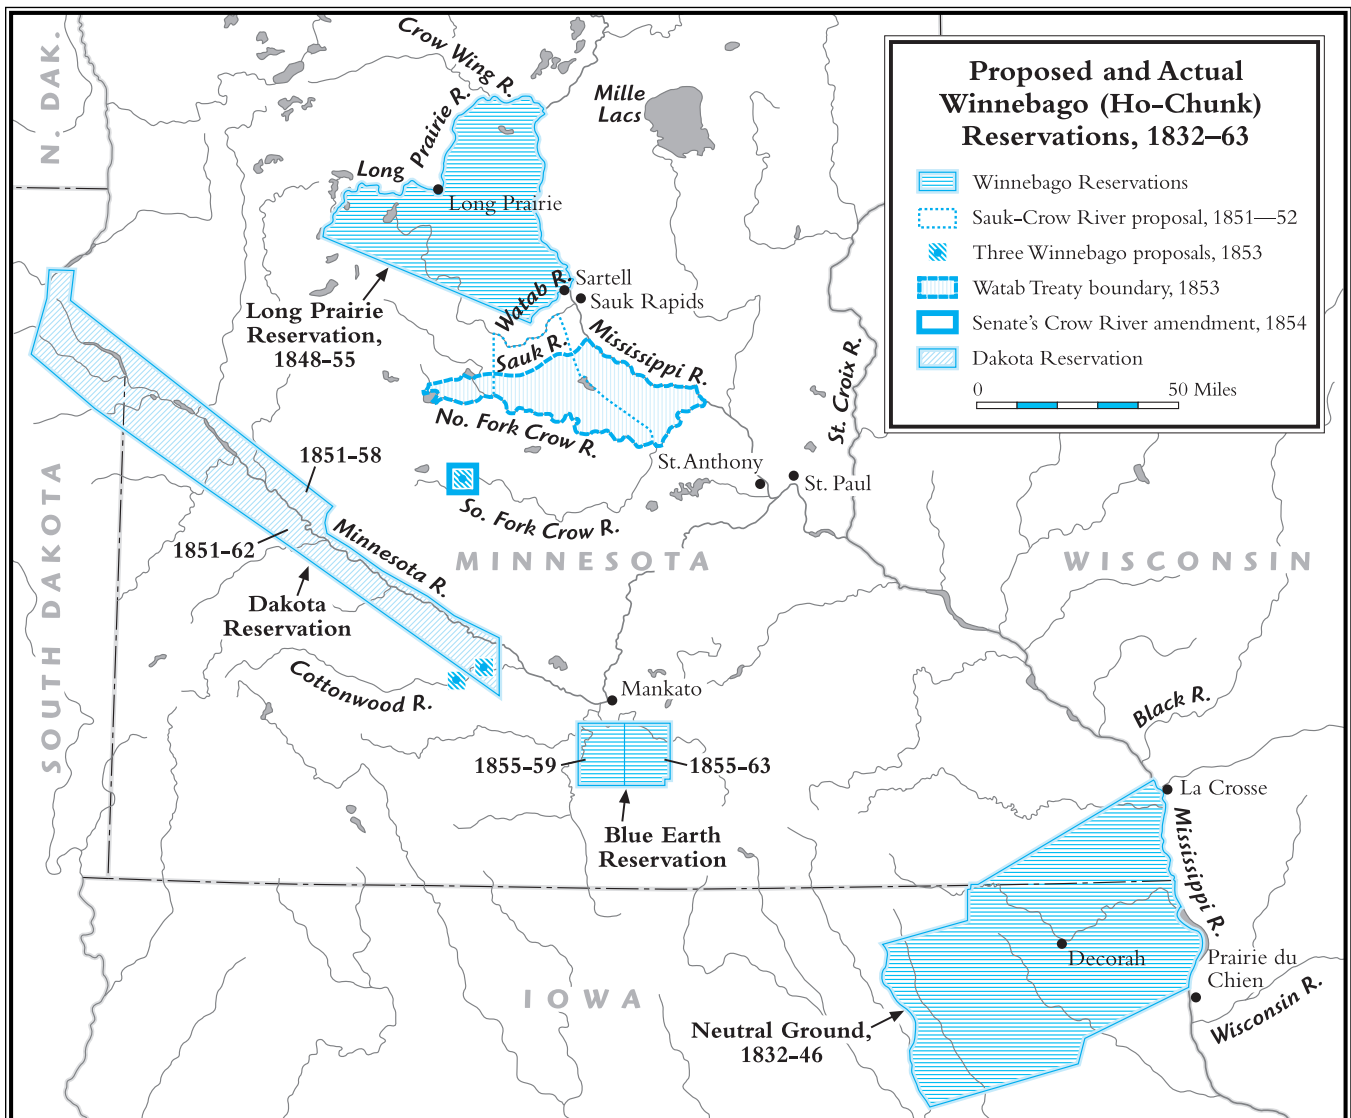 Proposed and Actual
Winnebago (Ho-Chunk)
Reservations, 1832–63
Winnebago Reservations
Sauk-Crow River proposal, 1851—52
Three Winnebago proposals, 1853
Watab Treaty boundary, 1853
Senate's Crow River amendment, 1854
Dakota Reservation
0 50 Miles
N. DAK.
Crow Wing R.
Mille
Lacs
Long Prairie R.
Long Prairie
Long Prairie
Reservation,
1848-55
Watab R.
Sartell
Sauk Rapids
Sauk R.
Mississippi R.
No. Fork Crow R.
St. Croix R.
St. Anthony
St. Paul
1851-58
So. Fork Crow R.
1851-62
Minnesota R.
MINNESOTA
WISCONSIN
SOUTH DAKOTA
Dakota
Reservation
Cottonwood R.
Mankato
Black R.
1855-59
1855-63
La Crosse
Blue Earth
Reservation
Mississippi R.
Decorah
Prairie du
Chien
Wisconsin R.
IOWA
Neutral Ground,
1832-46